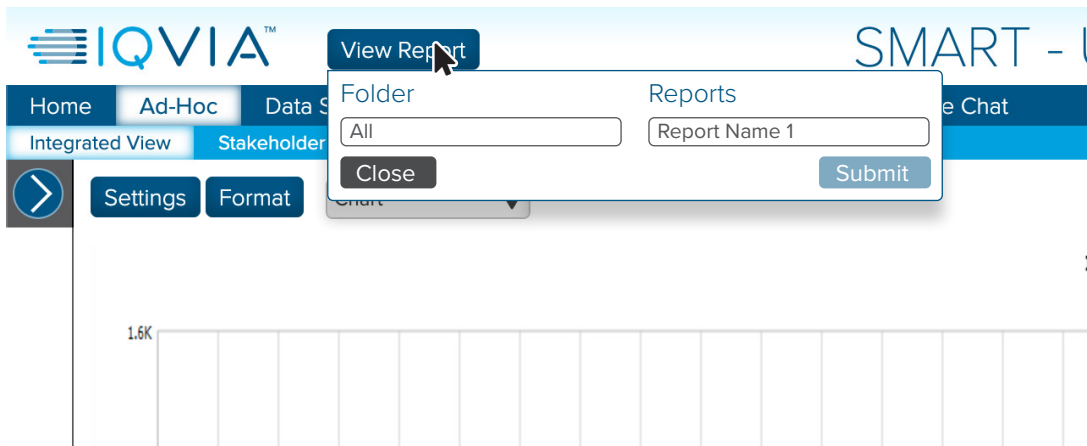 IQVIA™ View Report SMART -
Folder Reports
Home Ad-Hoc Data e Chat
All Report Name 1
Integrated View Stakeholder
Close Submit
Settings Format Chart
1.6K